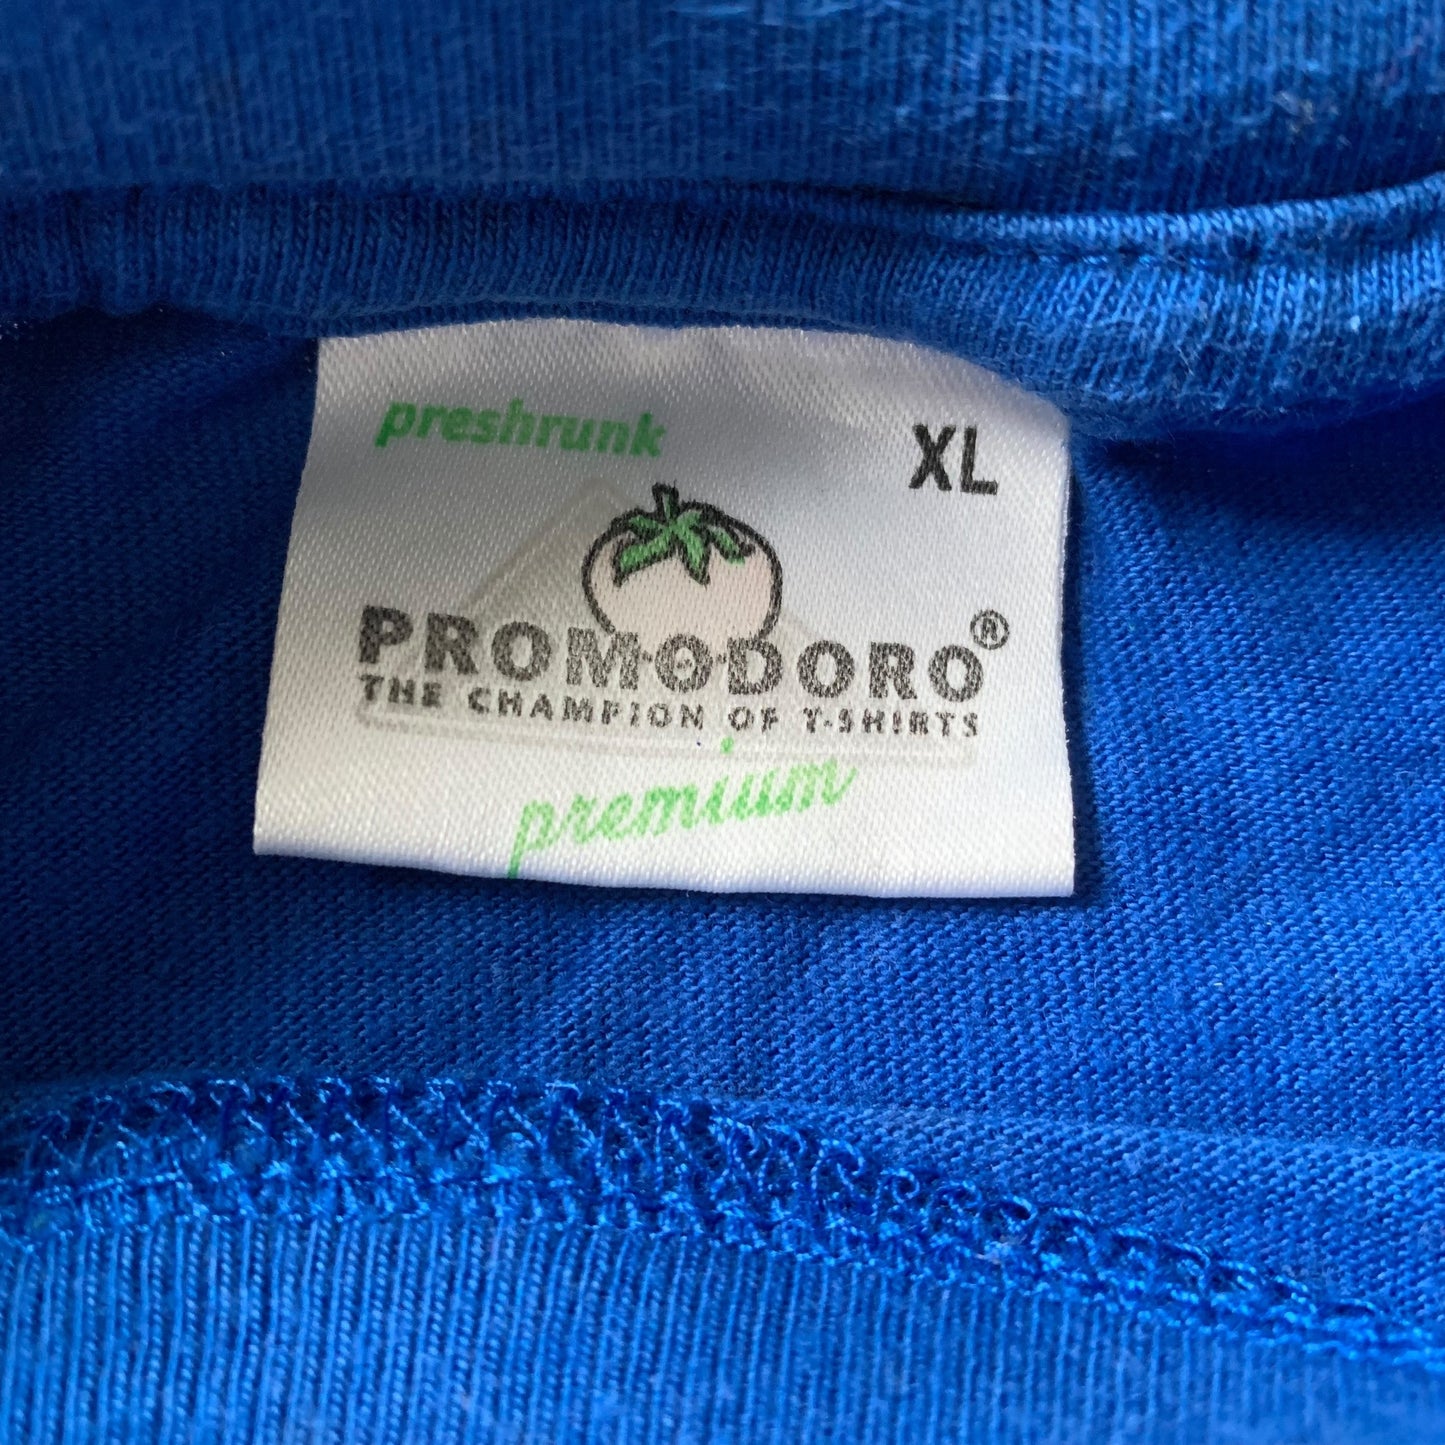 preshrunk
XL
PROMODORO®
THE CHAMPION OF T-SHIRTS
premium